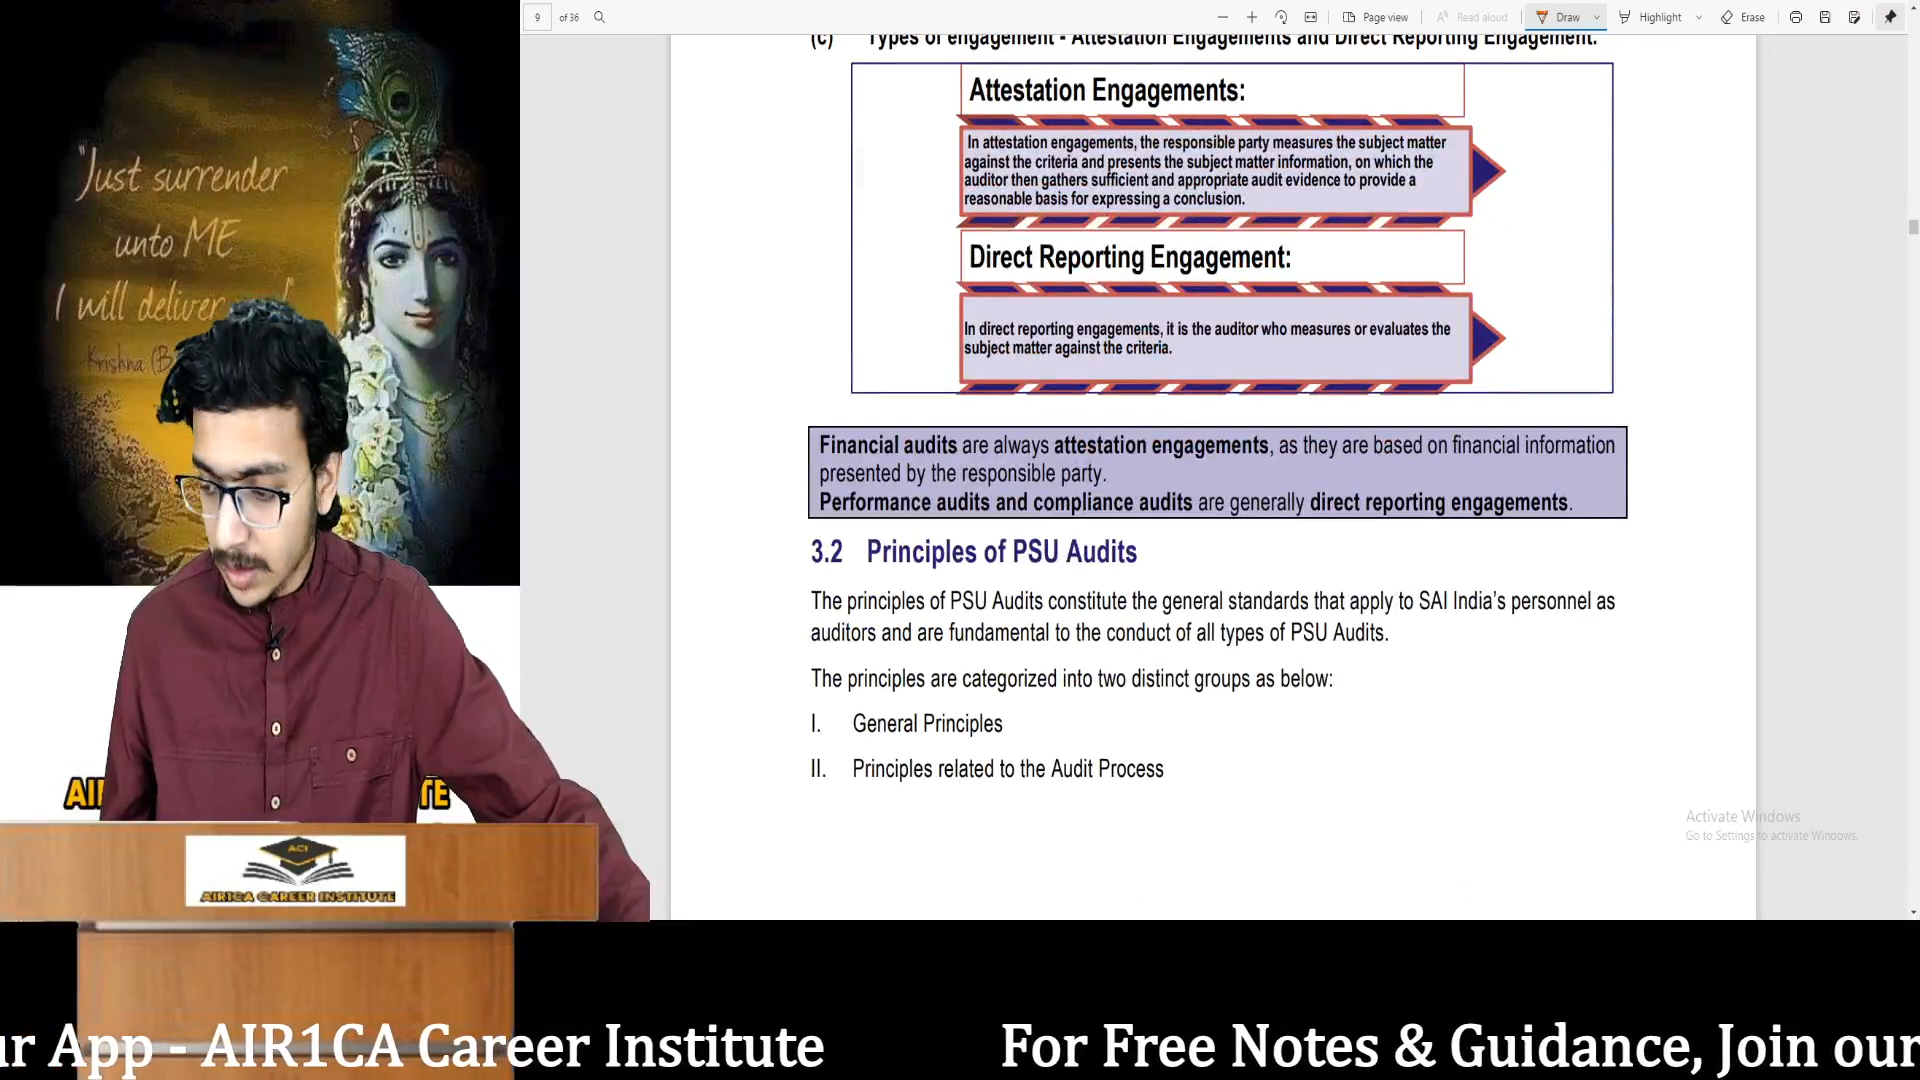 9 of 36
Page view
Read aloud
Draw
Highlight
Erase
(c) Types of engagement - Attestation Engagements and Direct Reporting Engagement.
Attestation Engagements:
In attestation engagements, the responsible party measures the subject matter
against the criteria and presents the subject matter information, on which the
auditor then gathers sufficient and appropriate audit evidence to provide a
reasonable basis for expressing a conclusion.
Direct Reporting Engagement:
In direct reporting engagements, it is the auditor who measures or evaluates the
subject matter against the criteria.
Financial audits are always attestation engagements, as they are based on financial information
presented by the responsible party.
Performance audits and compliance audits are generally direct reporting engagements.
3.2 Principles of PSU Audits
The principles of PSU Audits constitute the general standards that apply to SAI India's personnel as
auditors and are fundamental to the conduct of all types of PSU Audits.
The principles are categorized into two distinct groups as below:
I. General Principles
II. Principles related to the Audit Process
Activate Windows
Go to Settings to activate Windows.
"Just surrender
unto ME
I will deliver
Krishna
ACI
AIR1CA CAREER INSTITUTE
ur App - AIR1CA Career Institute
For Free Notes & Guidance, Join our